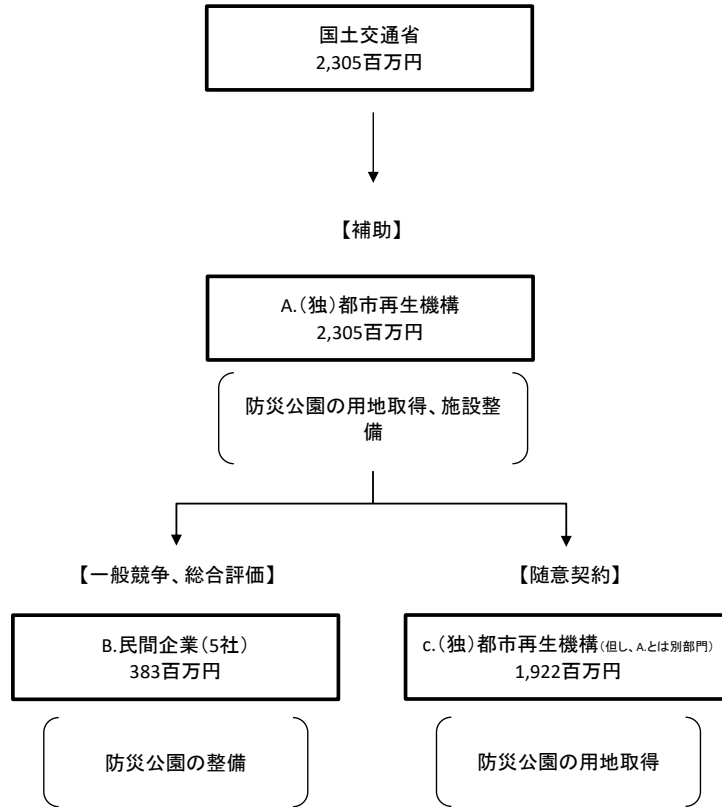 国土交通省
2,305百万円
【補助】
A.(独)都市再生機構
2,305百万円
防災公園の用地取得、施設整
備
【一般競争、総合評価】
【随意契約】
B.民間企業(5社)
383百万円
c.(独)都市再生機構(但し、A.とは別部門)
1,922百万円
防災公園の整備
防災公園の用地取得